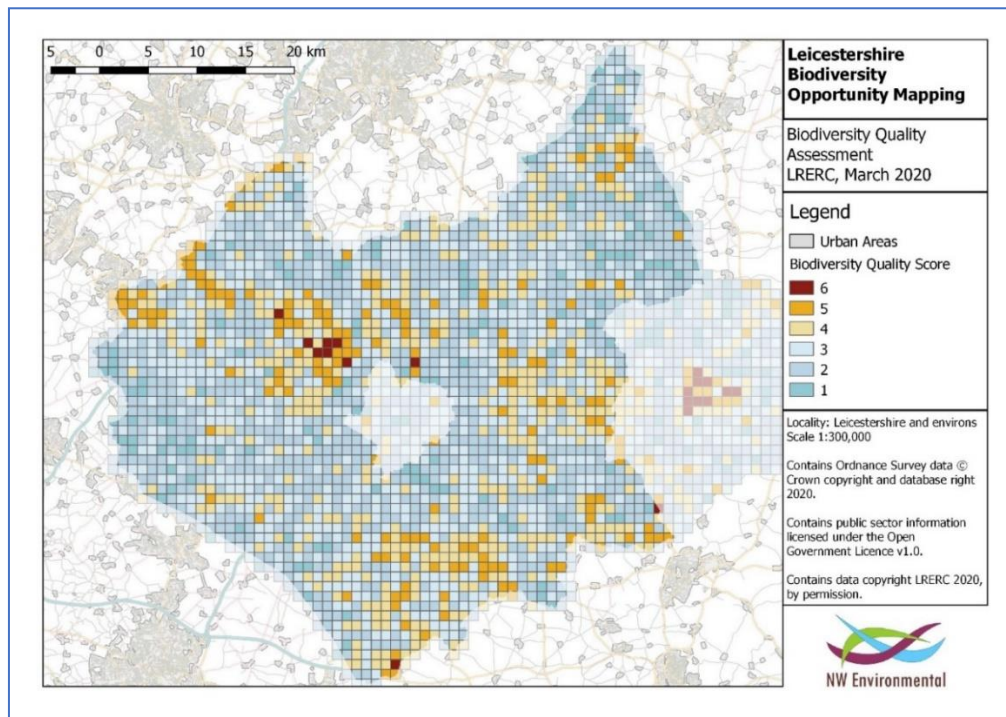 5 0 5 10 15 20 km
Leicestershire
Biodiversity
Opportunity Mapping
Biodiversity Quality
Assessment
LRERC, March 2020
Legend
Urban Areas
Biodiversity Quality Score
6
5
4
3
2
1
Locality: Leicestershire and environs
Scale 1:300,000
Contains Ordnance Survey data ©
Crown copyright and database right
2020.
Contains public sector information
licensed under the Open
Government Licence v1.0.
Contains data copyright LRERC 2020,
by permission.
NW Environmental